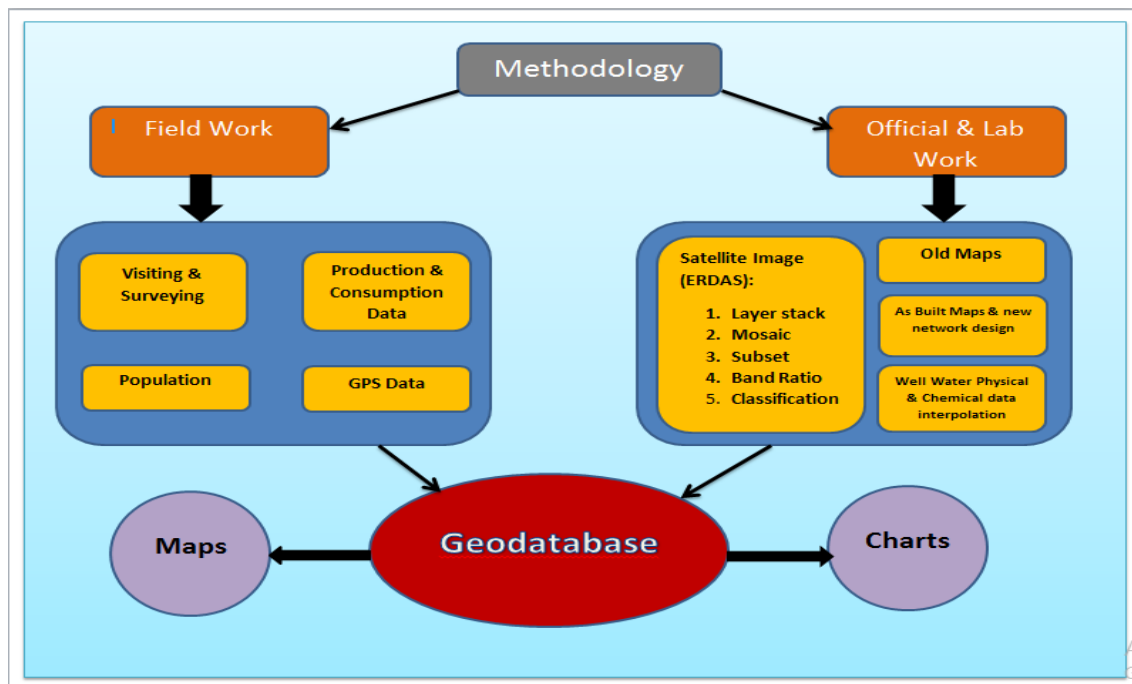 Methodology
Field Work
Official & Lab
Work
Visiting &
Surveying
Production &
Consumption
Data
Population
GPS Data
Satellite Image
(ERDAS):
1. Layer stack
2. Mosaic
3. Subset
4. Band Ratio
5. Classification
Old Maps
As Built Maps & new
network design
Well Water Physical
& Chemical data
interpolation
Maps
Geodatabase
Charts